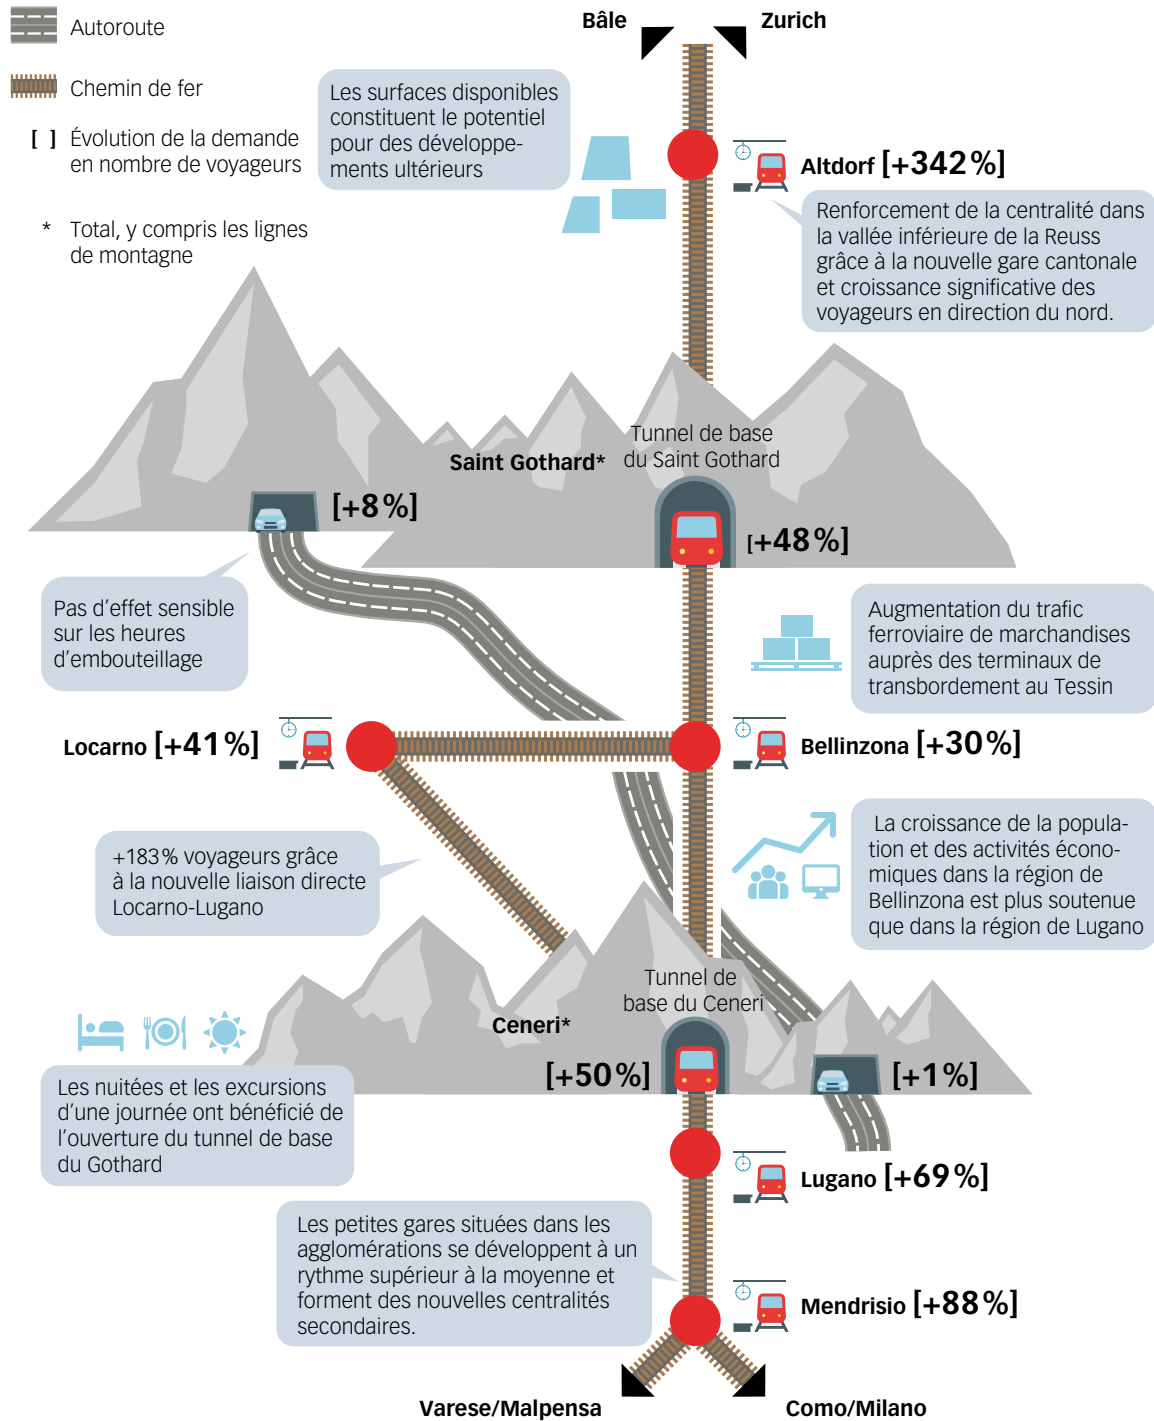 Autoroute
Chemin de fer
[ ] Évolution de la demande
en nombre de voyageurs
* Total, y compris les lignes
de montagne
Bâle
Zurich
Les surfaces disponibles
constituent le potentiel
pour des développe-
ments ultérieurs
Altdorf [+342%]
Renforcement de la centralité dans
la vallée inférieure de la Reuss
grâce à la nouvelle gare cantonale
et croissance significative des
voyageurs en direction du nord.
Tunnel de base
du Saint Gothard
Saint Gothard*
[+8%]
[+48%]
Pas d'effet sensible
sur les heures
d'embouteillage
Augmentation du trafic
ferroviaire de marchandises
auprès des terminaux de
transbordement au Tessin
Locarno [+41%]
Bellinzona [+30%]
+183% voyageurs grâce
à la nouvelle liaison directe
Locarno-Lugano
La croissance de la popula-
tion et des activités écono-
miques dans la région de
Bellinzona est plus soutenue
que dans la région de Lugano
Tunnel de
base du Ceneri
Ceneri*
[+50%]
[+1%]
Les nuitées et les excursions
d'une journée ont bénéficié de
l'ouverture du tunnel de base
du Gothard
Lugano [+69%]
Les petites gares situées dans les
agglomérations se développent à un
rythme supérieur à la moyenne et
forment des nouvelles centralités
secondaires.
Mendrisio [+88%]
Varese/Malpensa
Como/Milano